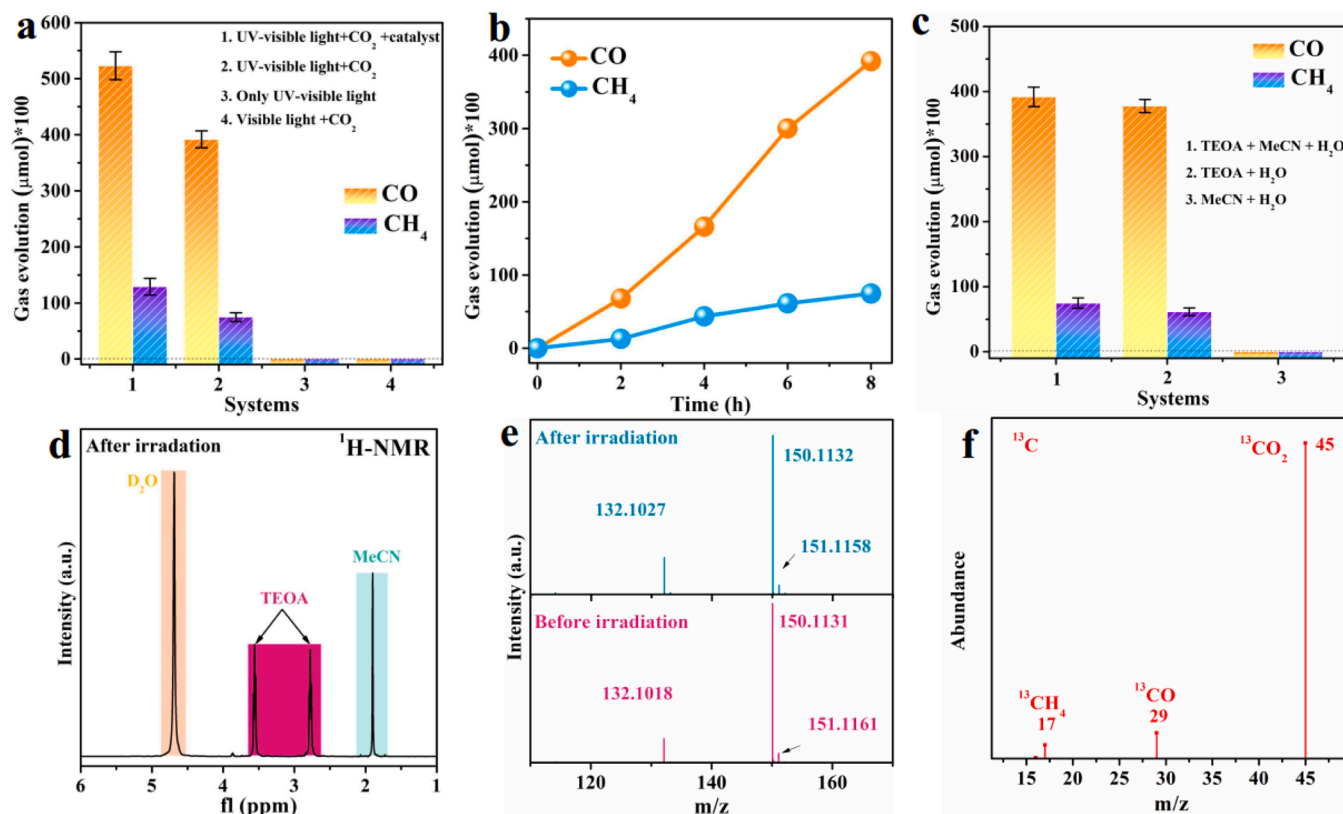 a
600
500
400
300
200
100
0
Gas evolution (μmol)*100
1. UV-visible light+CO₂ +catalyst
2. UV-visible light+CO₂
3. Only UV-visible light
4. Visible light +CO₂
CO
CH₄
1 2 3 4
Systems
b
400
300
200
100
0
Gas evolution (μmol)*100
CO
CH₄
0 2 4 6 8
Time (h)
c
500
400
300
200
100
0
Gas evolution (μmol)*100
CO
CH₄
1. TEOA + MeCN + H₂O
2. TEOA + H₂O
3. MeCN + H₂O
1 2 3
Systems
d
After irradation
¹H-NMR
D₂O
TEOA
MeCN
Intensity (a.u.)
6 5 4 3 2 1
fl (ppm)
e
After irradiation
150.1132
132.1027
151.1158
Before irradiation
150.1131
132.1018
151.1161
Intensity (a.u.)
120 140 160
m/z
f
¹³C
¹³CO₂
45
¹³CH₄
17
¹³CO
29
Abundance
15 20 25 30 35 40 45
m/z